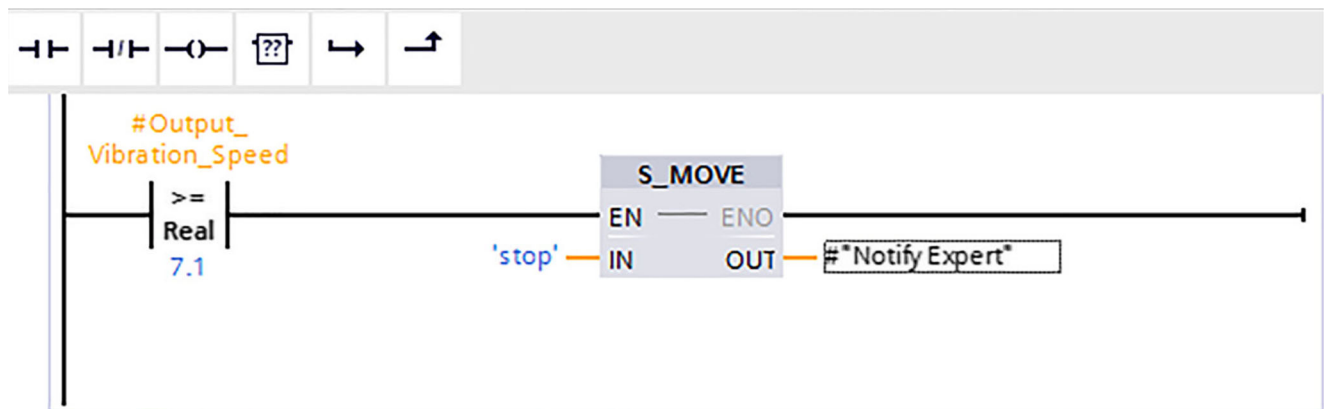 ??
#Output_
Vibration_Speed
>=
Real
7.1
S_MOVE
EN ENO
'stop' IN OUT #"Notify Expert"